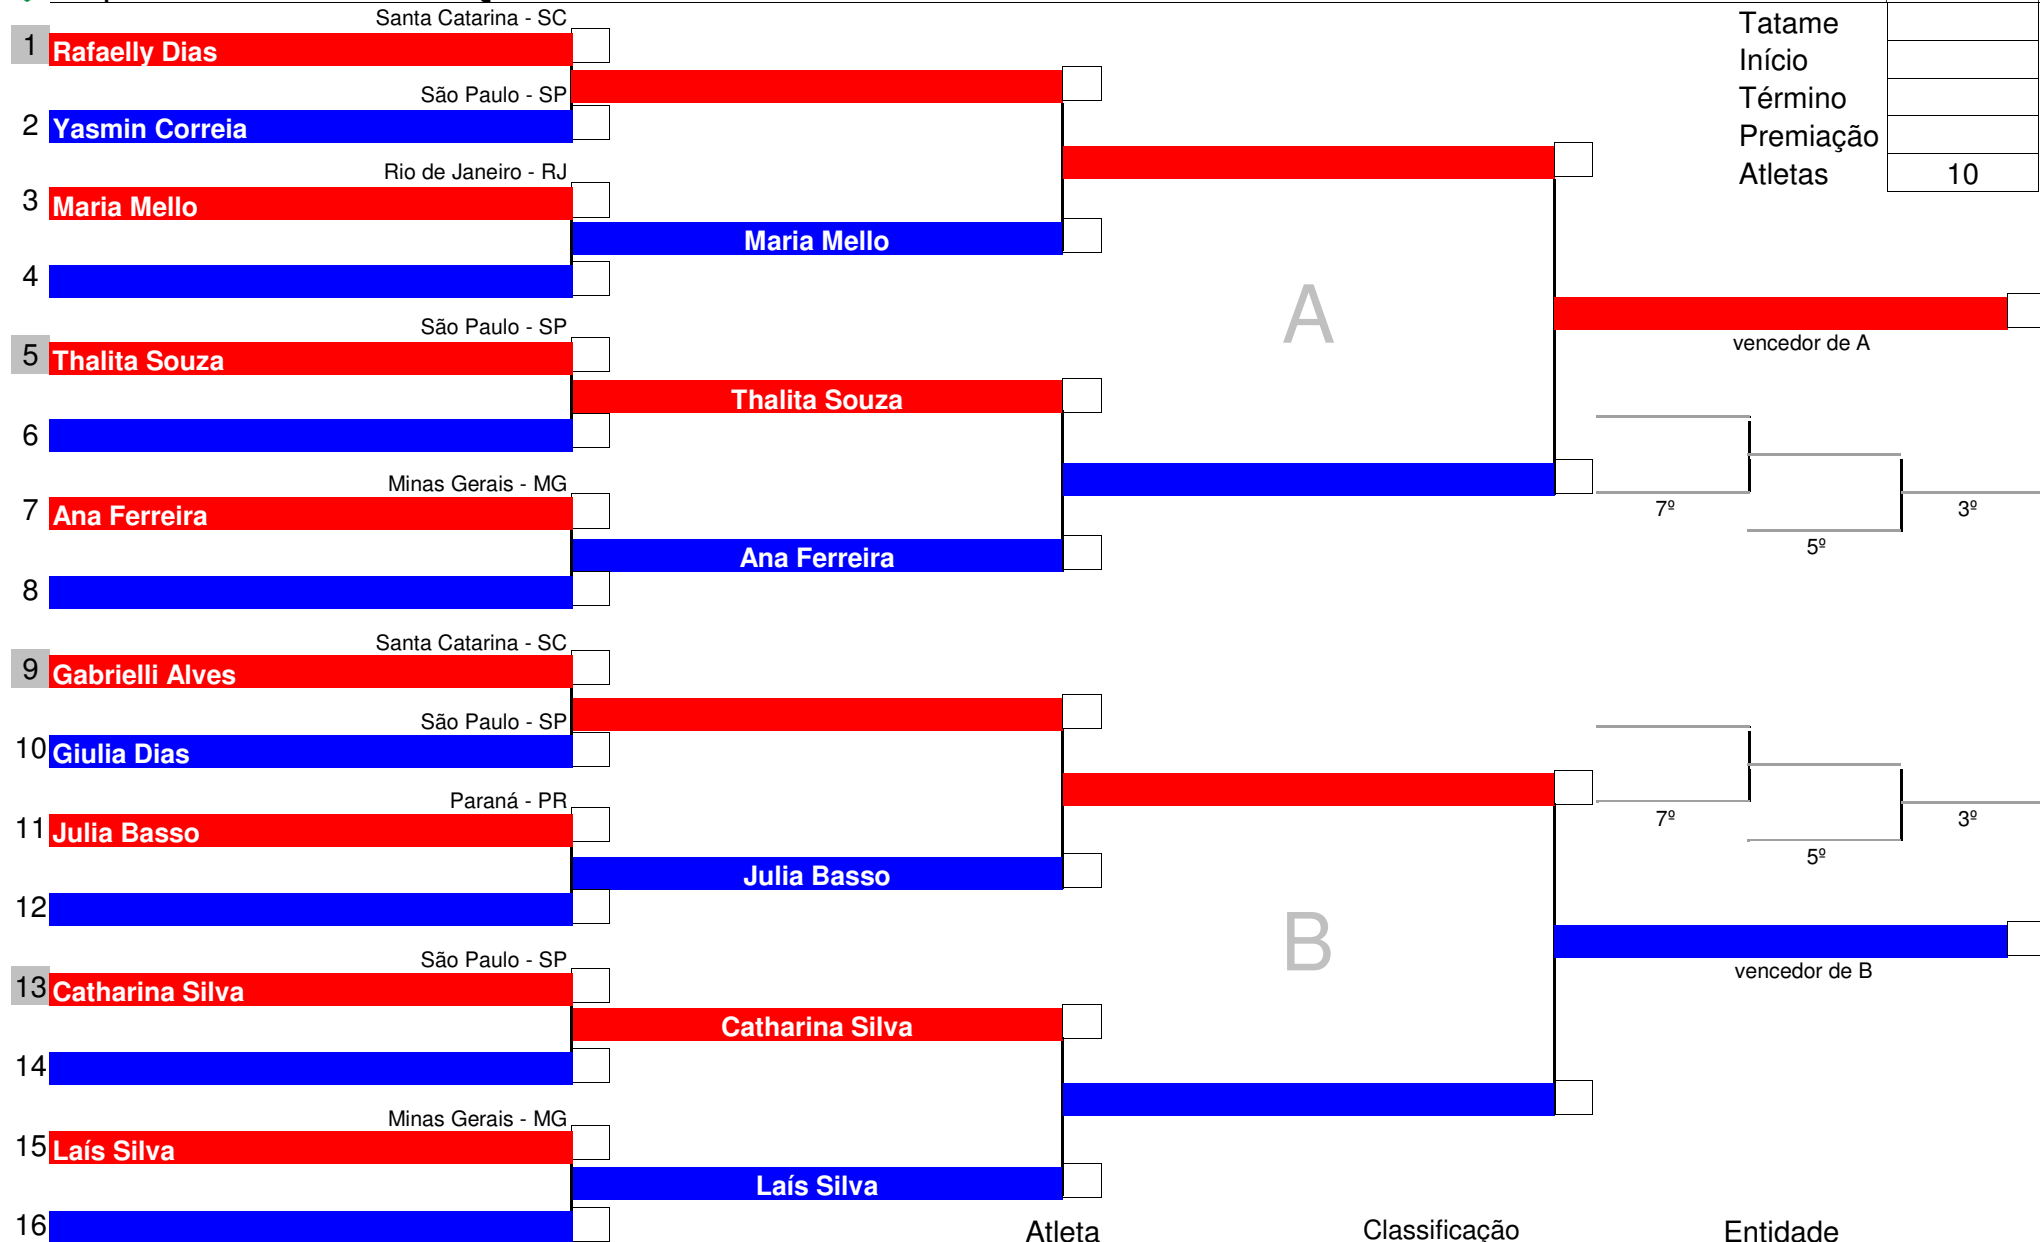 Santa Catarina - SC
1 Rafaelly Dias
São Paulo - SP
2 Yasmin Correia
Rio de Janeiro - RJ
3 Maria Mello
Maria Mello
4
São Paulo - SP
5 Thalita Souza
Thalita Souza
6
Minas Gerais - MG
7 Ana Ferreira
Ana Ferreira
8
Santa Catarina - SC
9 Gabrielli Alves
São Paulo - SP
10 Giulia Dias
Paraná - PR
11 Julia Basso
Julia Basso
12
São Paulo - SP
13 Catharina Silva
Catharina Silva
14
Minas Gerais - MG
15 Laís Silva
Laís Silva
16
A
B
Tatame
Início
Término
Premiação
Atletas 10
vencedor de A
7º
3º
5º
7º
3º
5º
vencedor de B
Atleta Classificação Entidade